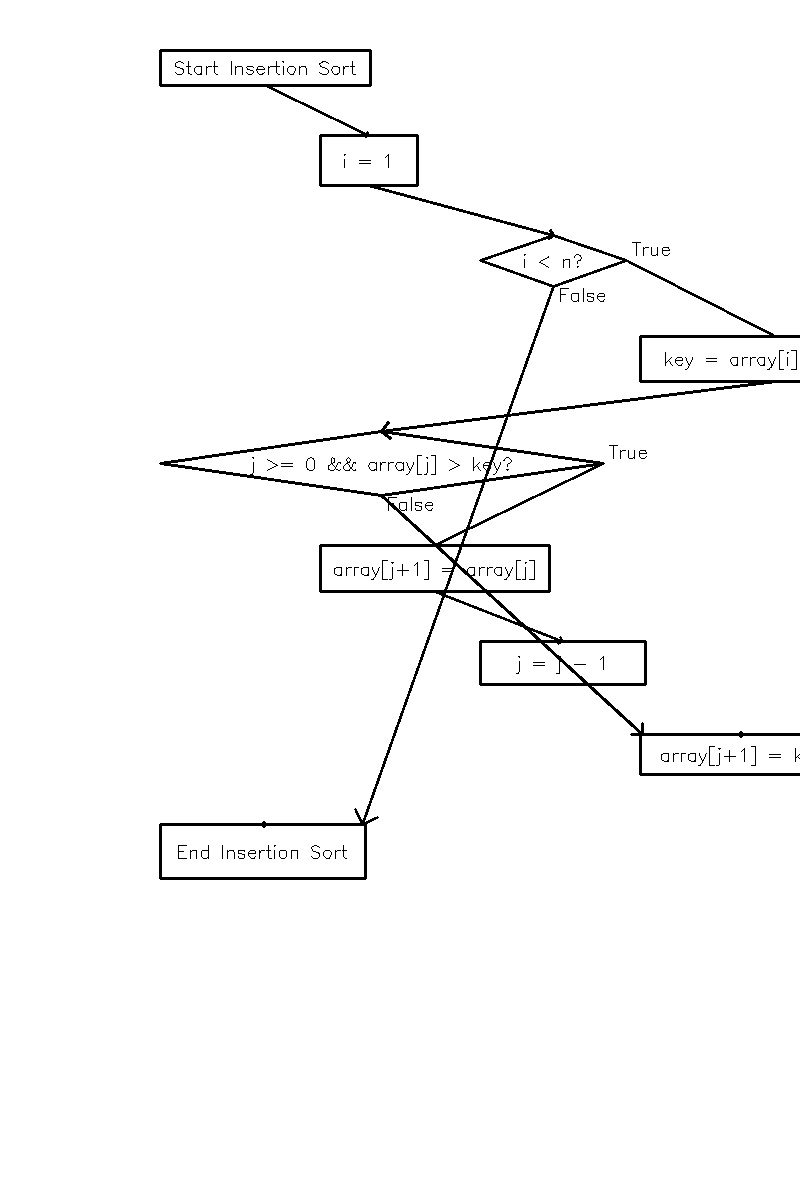 Start Insertion Sort
i = 1
i < n?
True
False
key = array[i]
j >= 0 && array[j] > key?
True
False
array[j+1] = array[j]
j = j - 1
array[j+1] = k
End Insertion Sort